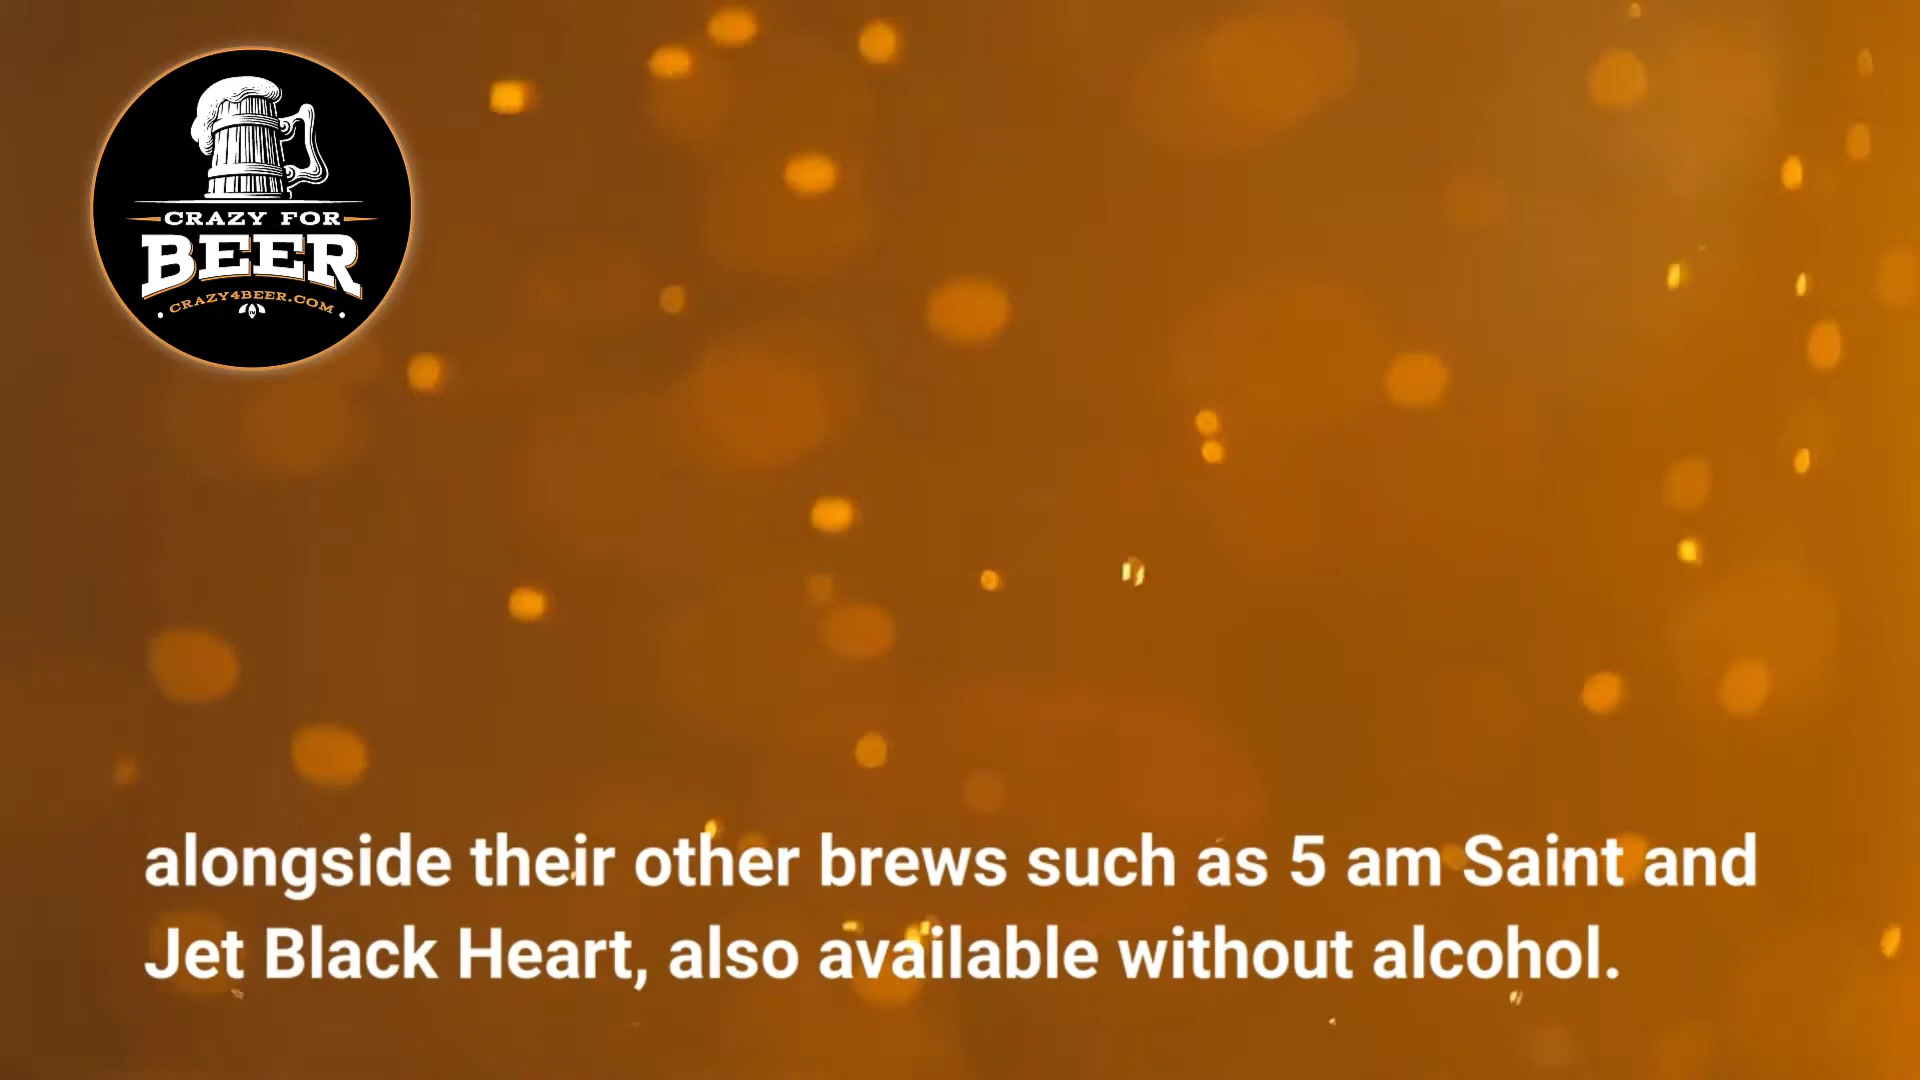 CRAZY FOR
BEER
CRAZY4BEER.COM
alongside their other brews such as 5 am Saint and
Jet Black Heart, also available without alcohol.